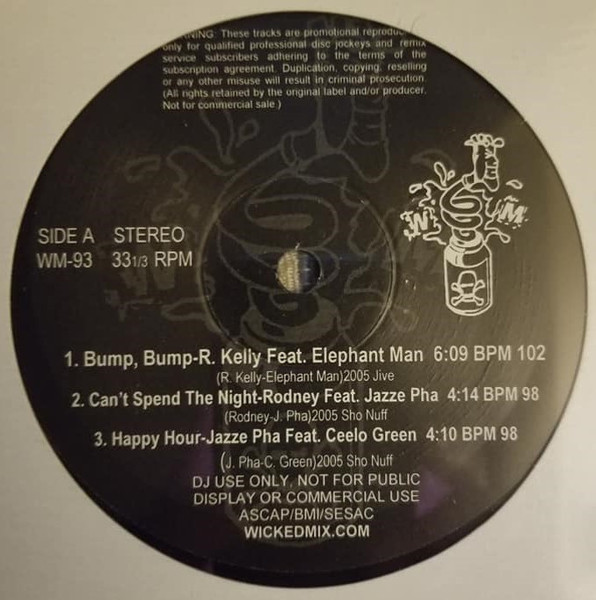 WARNING: These tracks are promotional reproduc
only for qualified professional disc jockeys and remix
service subscribers adhering to the terms of the
subscription agreement. Duplication, copying, reselling
or any other misuse will result in criminal prosecution.
(All rights retained by the original label and/or producer.
Not for commercial sale.)
W M
SIDE A STEREO
WM-93 33 1/3 RPM
1. Bump, Bump-R. Kelly Feat. Elephant Man 6:09 BPM 102
(R. Kelly-Elephant Man)2005 Jive
2. Can't Spend The Night-Rodney Feat. Jazze Pha 4:14 BPM 98
(Rodney-J. Pha)2005 Sho Nuff
3. Happy Hour-Jazze Pha Feat. Ceelo Green 4:10 BPM 98
(J. Pha-C. Green)2005 Sho Nuff
DJ USE ONLY, NOT FOR PUBLIC
DISPLAY OR COMMERCIAL USE
ASCAP/BMI/SESAC
WICKEDMIX.COM